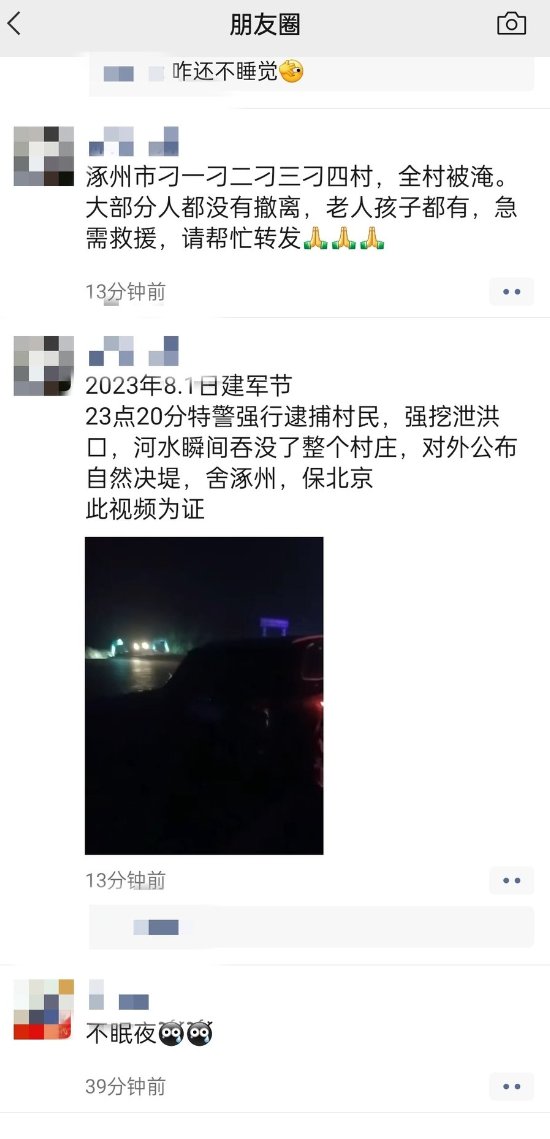 朋友圈
咋还不睡觉
涿州市刁一刁二刁三刁四村，全村被淹。
大部分人都没有撤离，老人孩子都有，急
需救援，请帮忙转发🙏🙏🙏
13分钟前
2023年8.1日建军节
23点20分特警强行逮捕村民，强挖泄洪
口，河水瞬间吞没了整个村庄，对外公布
自然决堤，舍涿州，保北京
此视频为证
13分钟前
不眠夜
39分钟前